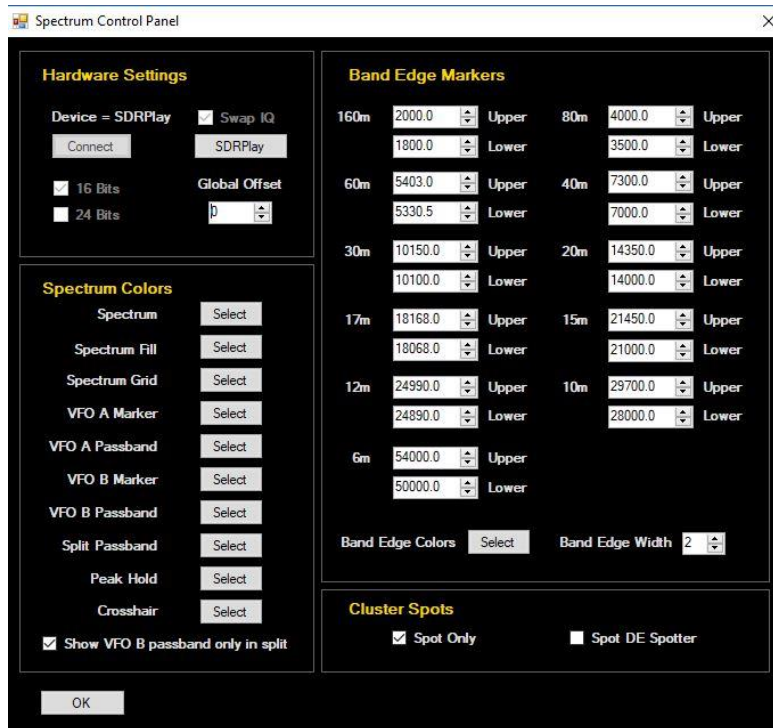 Spectrum Control Panel
Hardware Settings
Device = SDRPlay Swap IQ
Connect SDRPlay
16 Bits Global Offset
24 Bits 0
Spectrum Colors
Spectrum Select
Spectrum Fill Select
Spectrum Grid Select
VFO A Marker Select
VFO A Passband Select
VFO B Marker Select
VFO B Passband Select
Split Passband Select
Peak Hold Select
Crosshair Select
Show VFO B passband only in split
OK
Band Edge Markers
160m 2000.0 Upper 80m 4000.0 Upper
1800.0 Lower 3500.0 Lower
60m 5403.0 Upper 40m 7300.0 Upper
5330.5 Lower 7000.0 Lower
30m 10150.0 Upper 20m 14350.0 Upper
10100.0 Lower 14000.0 Lower
17m 18168.0 Upper 15m 21450.0 Upper
18068.0 Lower 21000.0 Lower
12m 24990.0 Upper 10m 29700.0 Upper
24890.0 Lower 28000.0 Lower
6m 54000.0 Upper
50000.0 Lower
Band Edge Colors Select Band Edge Width 2
Cluster Spots
Spot Only Spot DE Spotter